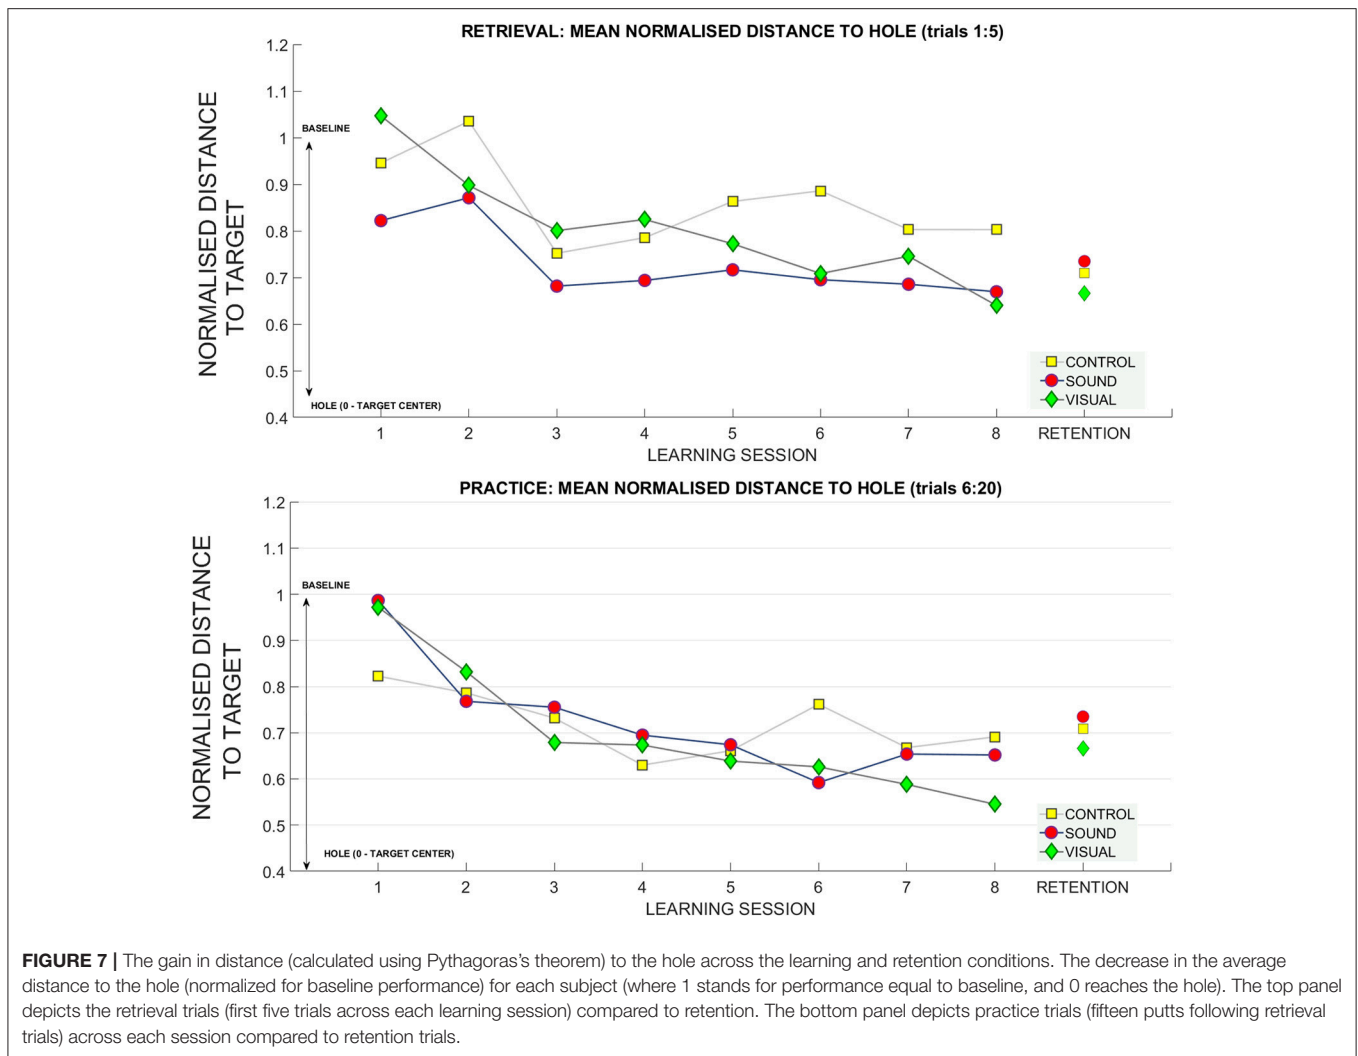 RETRIEVAL: MEAN NORMALISED DISTANCE TO HOLE (trials 1:5)
NORMALISED DISTANCE
TO TARGET
1.2
1.1
1
0.9
0.8
0.7
0.6
0.5
0.4
BASELINE
HOLE (0 - TARGET CENTER)
CONTROL
SOUND
VISUAL
1 2 3 4 5 6 7 8 RETENTION
LEARNING SESSION
PRACTICE: MEAN NORMALISED DISTANCE TO HOLE (trials 6:20)
NORMALISED DISTANCE
TO TARGET
1.2
1.1
1
0.9
0.8
0.7
0.6
0.5
0.4
BASELINE
HOLE (0 - TARGET CENTER)
CONTROL
SOUND
VISUAL
1 2 3 4 5 6 7 8 RETENTION
LEARNING SESSION
FIGURE 7 | The gain in distance (calculated using Pythagoras's theorem) to the hole across the learning and retention conditions. The decrease in the average
distance to the hole (normalized for baseline performance) for each subject (where 1 stands for performance equal to baseline, and 0 reaches the hole). The top panel
depicts the retrieval trials (first five trials across each learning session) compared to retention. The bottom panel depicts practice trials (fifteen putts following retrieval
trials) across each session compared to retention trials.